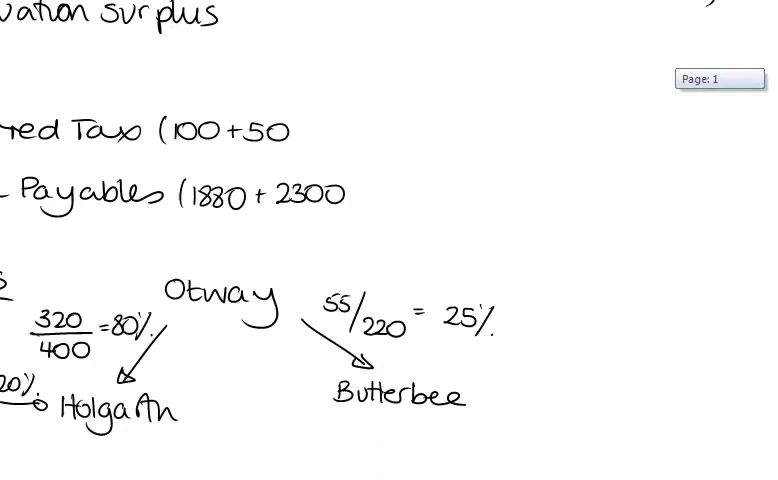 vation surplus
Page: 1
rred Tax (100+50
Payables (1880 + 2300
Otway
320/400 = 80%.
55/220 = 25%.
20%.
Holgarth
Butterbee